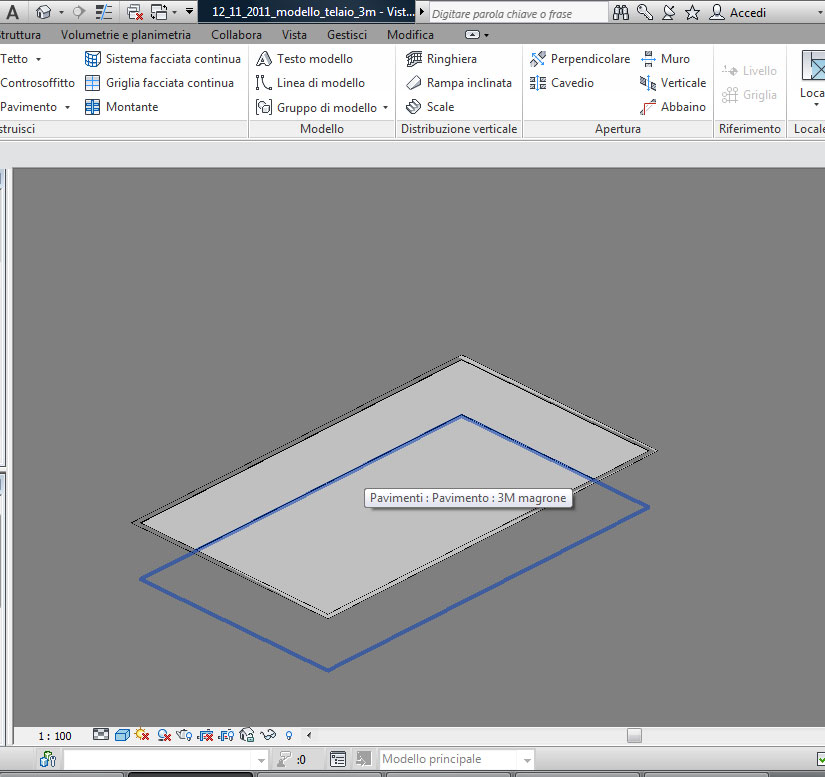 12_11_2011_modello_telaio_3m - Vist...
Digitare parola chiave o frase
Accedi
truttura Volumetrie e planimetria Collabora Vista Gestisci Modifica
Tetto Sistema facciata continua Testo modello Ringhiera Perpendicolare Muro Livello
Controsoffitto Griglia facciata continua Linea di modello Rampa inclinata Cavedio Verticale Griglia Loca
Pavimento Montante Gruppo di modello Scale Abbaino
struisci Modello Distribuzione verticale Apertura Riferimento Locale
Pavimenti : Pavimento : 3M magrone
1 : 100
:0 Modello principale